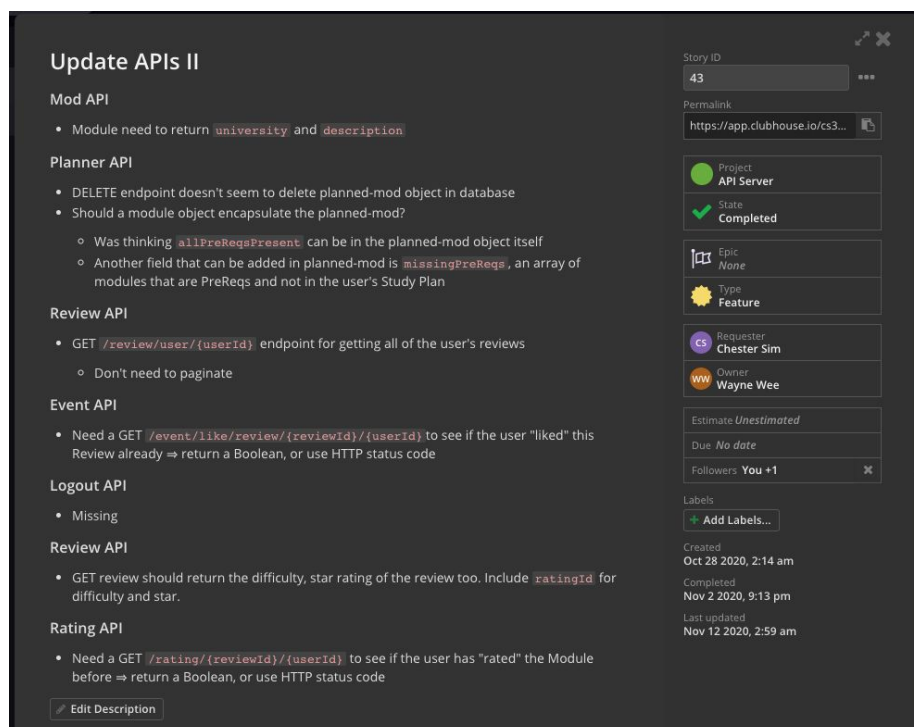 Update APIs II
Mod API
• Module need to return university and description
Planner API
• DELETE endpoint doesn't seem to delete planned-mod object in database
• Should a module object encapsulate the planned-mod?
○ Was thinking allPreReqsPresent can be in the planned-mod object itself
○ Another field that can be added in planned-mod is missingPreReqs, an array of
modules that are PreReqs and not in the user's Study Plan
Review API
• GET /review/user/{userId} endpoint for getting all of the user's reviews
○ Don't need to paginate
Event API
• Need a GET /event/like/review/{reviewId}/{userId} to see if the user "liked" this
Review already ⇒ return a Boolean, or use HTTP status code
Logout API
• Missing
Review API
• GET review should return the difficulty, star rating of the review too. Include ratingId for
difficulty and star.
Rating API
• Need a GET /rating/{reviewId}/{userId} to see if the user has "rated" the Module
before ⇒ return a Boolean, or use HTTP status code
Edit Description
Story ID
43
Permalink
https://app.clubhouse.io/cs3...
Project
API Server
State
Completed
Epic
None
Type
Feature
CS
Requester
Chester Sim
WW
Owner
Wayne Wee
Estimate Unestimated
Due No date
Followers You +1
Labels
+ Add Labels...
Created
Oct 28 2020, 2:14 am
Completed
Nov 2 2020, 9:13 pm
Last updated
Nov 12 2020, 2:59 am